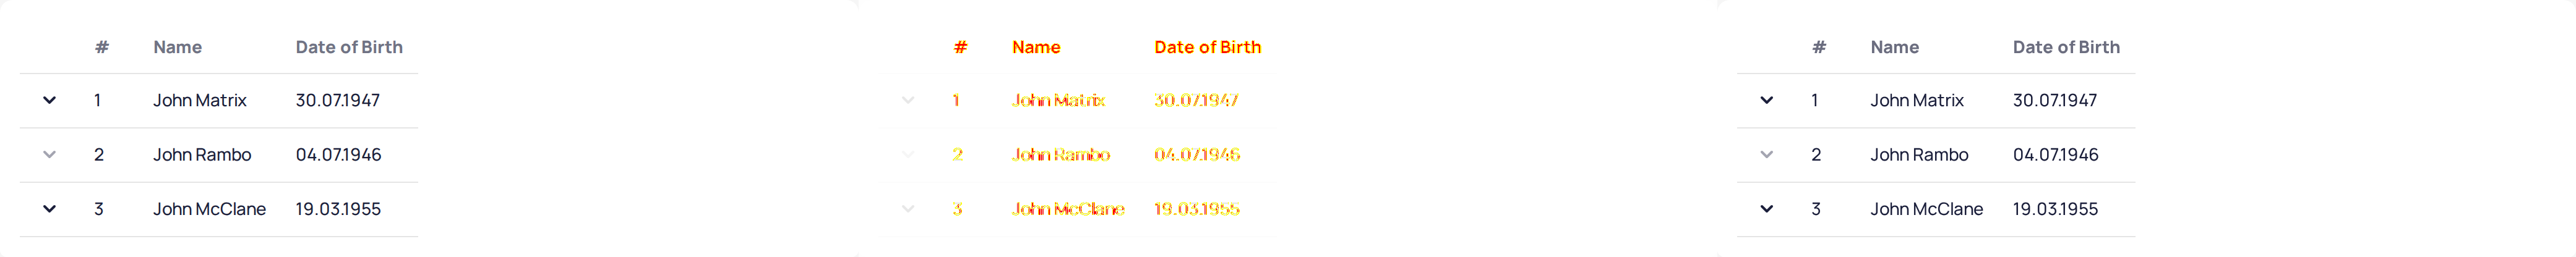 # Name Date of Birth
1 John Matrix 30.07.1947
2 John Rambo 04.07.1946
3 John McClane 19.03.1955
# Name Date of Birth
1 John Matrix 30.07.1947
2 John Rambo 04.07.1946
3 John McClane 19.03.1955
# Name Date of Birth
1 John Matrix 30.07.1947
2 John Rambo 04.07.1946
3 John McClane 19.03.1955